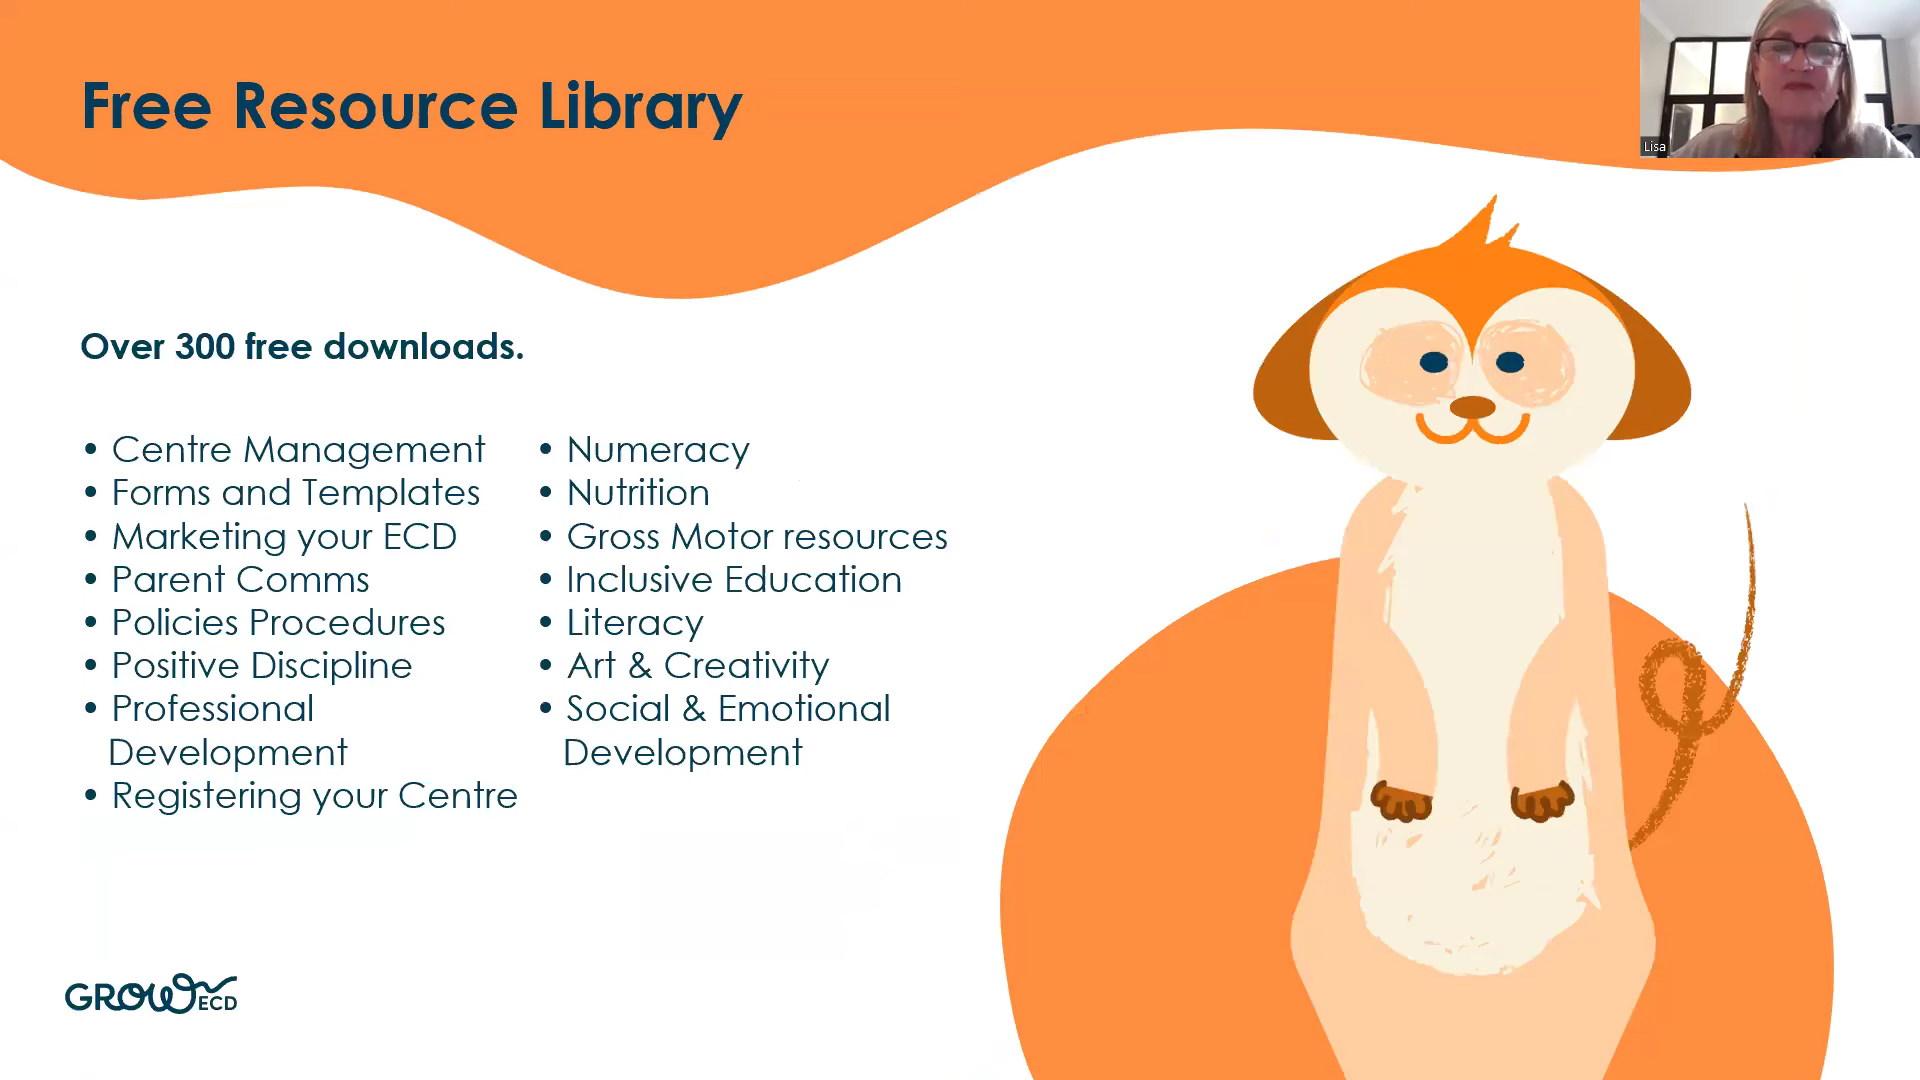 Free Resource Library
Lisa
Over 300 free downloads.
• Centre Management
• Forms and Templates
• Marketing your ECD
• Parent Comms
• Policies Procedures
• Positive Discipline
• Professional
Development
• Registering your Centre
• Numeracy
• Nutrition
• Gross Motor resources
• Inclusive Education
• Literacy
• Art & Creativity
• Social & Emotional
Development
GROW ECD